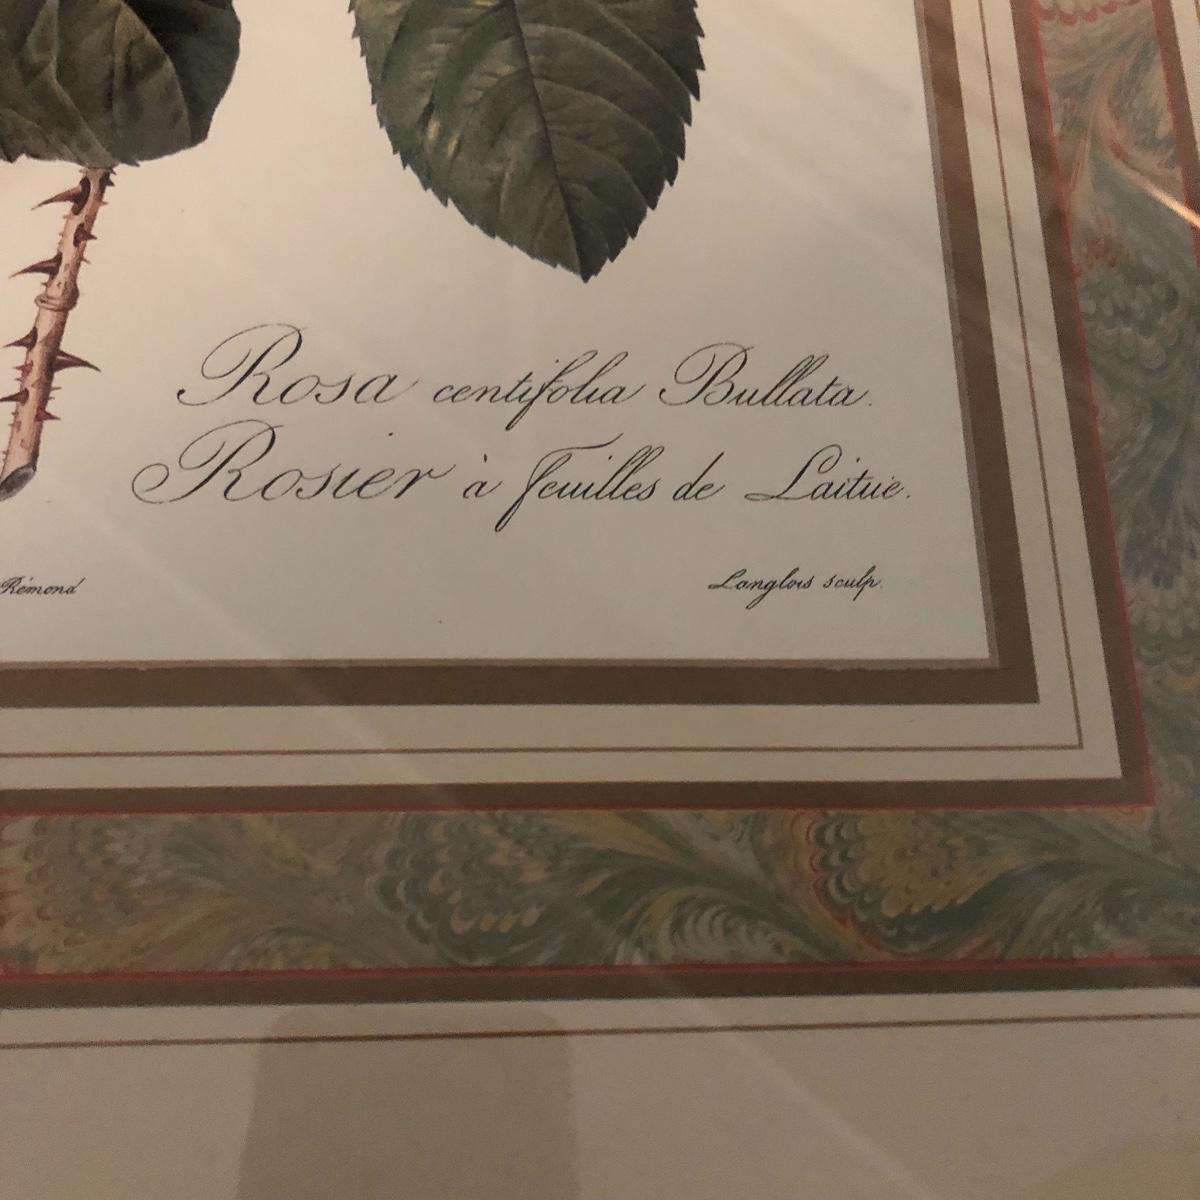 Rosa centifolia Bullata.
Rosier à feuilles de Laitue.
Rémond
Langlois sculp.